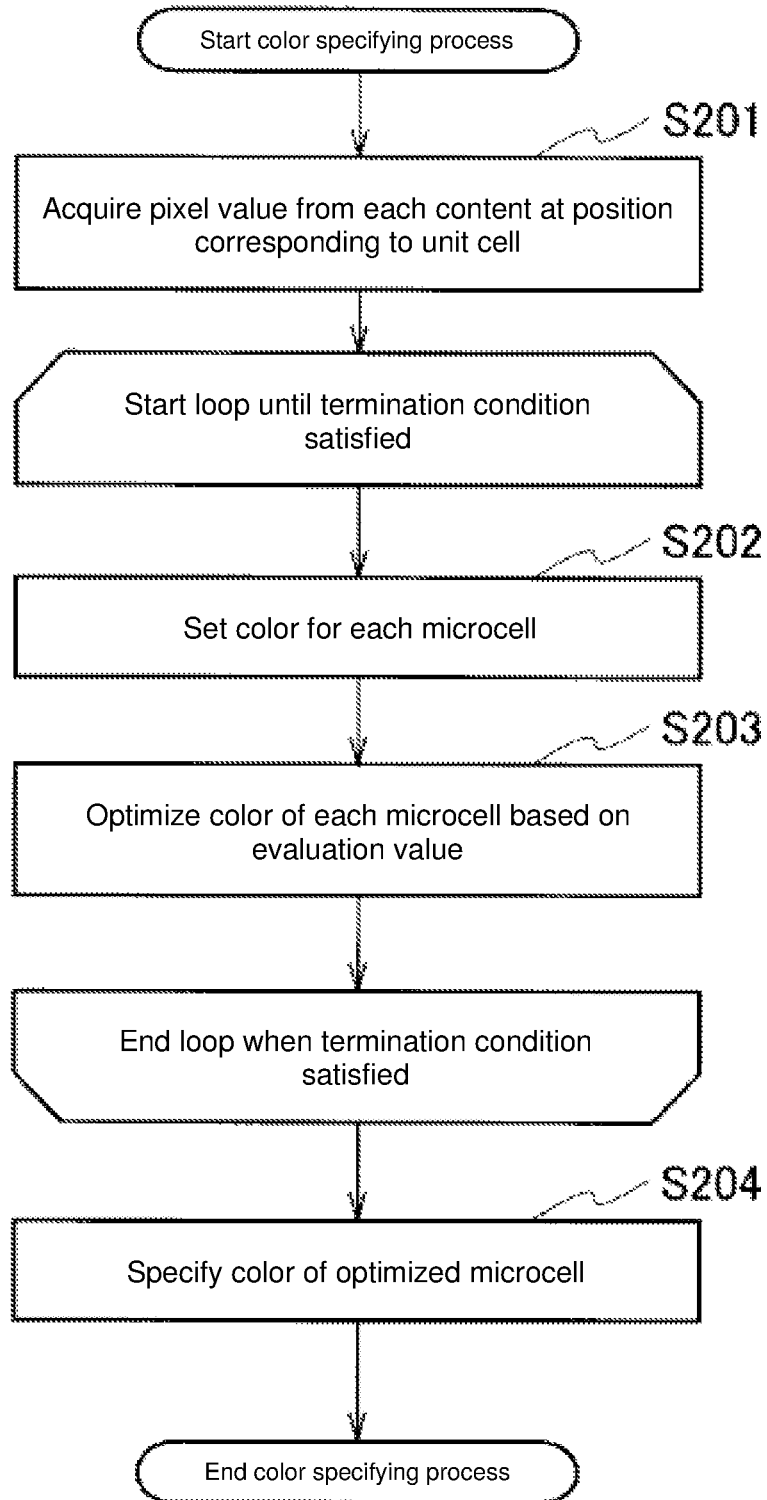 Start color specifying process
S201
Acquire pixel value from each content at position
corresponding to unit cell
Start loop until termination condition
satisfied
S202
Set color for each microcell
S203
Optimize color of each microcell based on
evaluation value
End loop when termination condition
satisfied
S204
Specify color of optimized microcell
End color specifying process